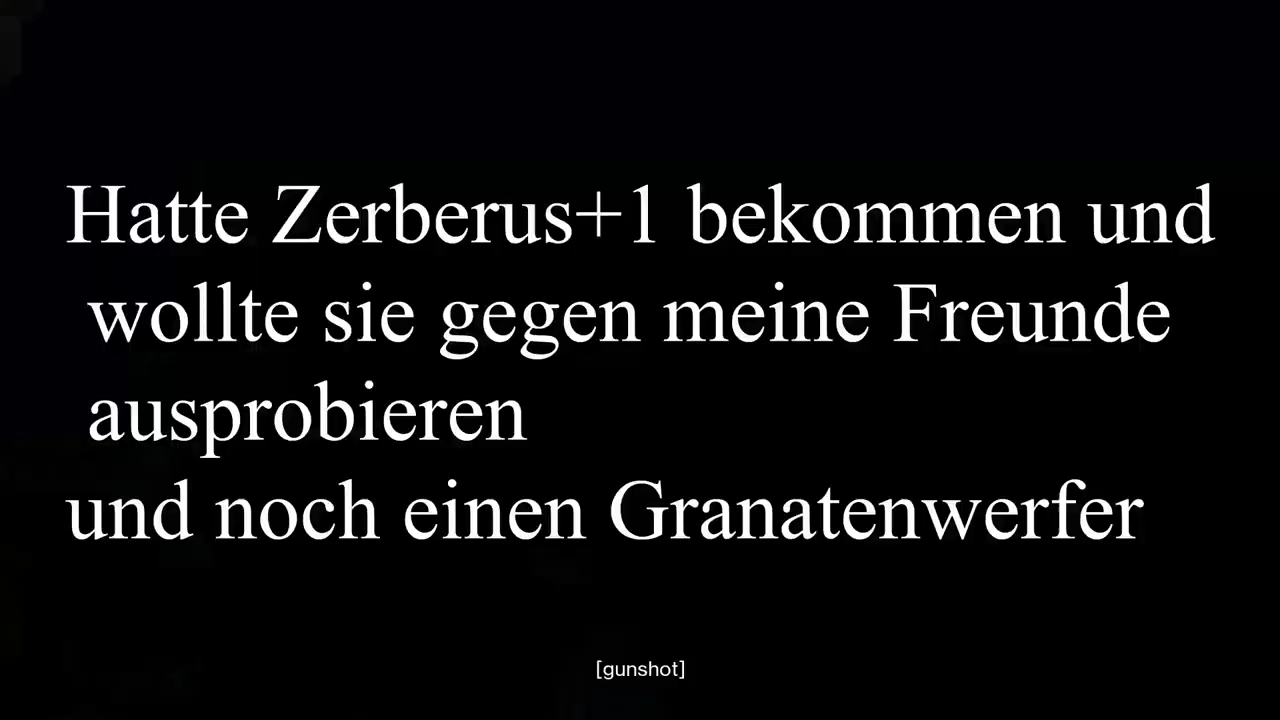 Hatte Zerberus+1 bekommen und
wollte sie gegen meine Freunde
ausprobieren
und noch einen Granatenwerfer
[gunshot]